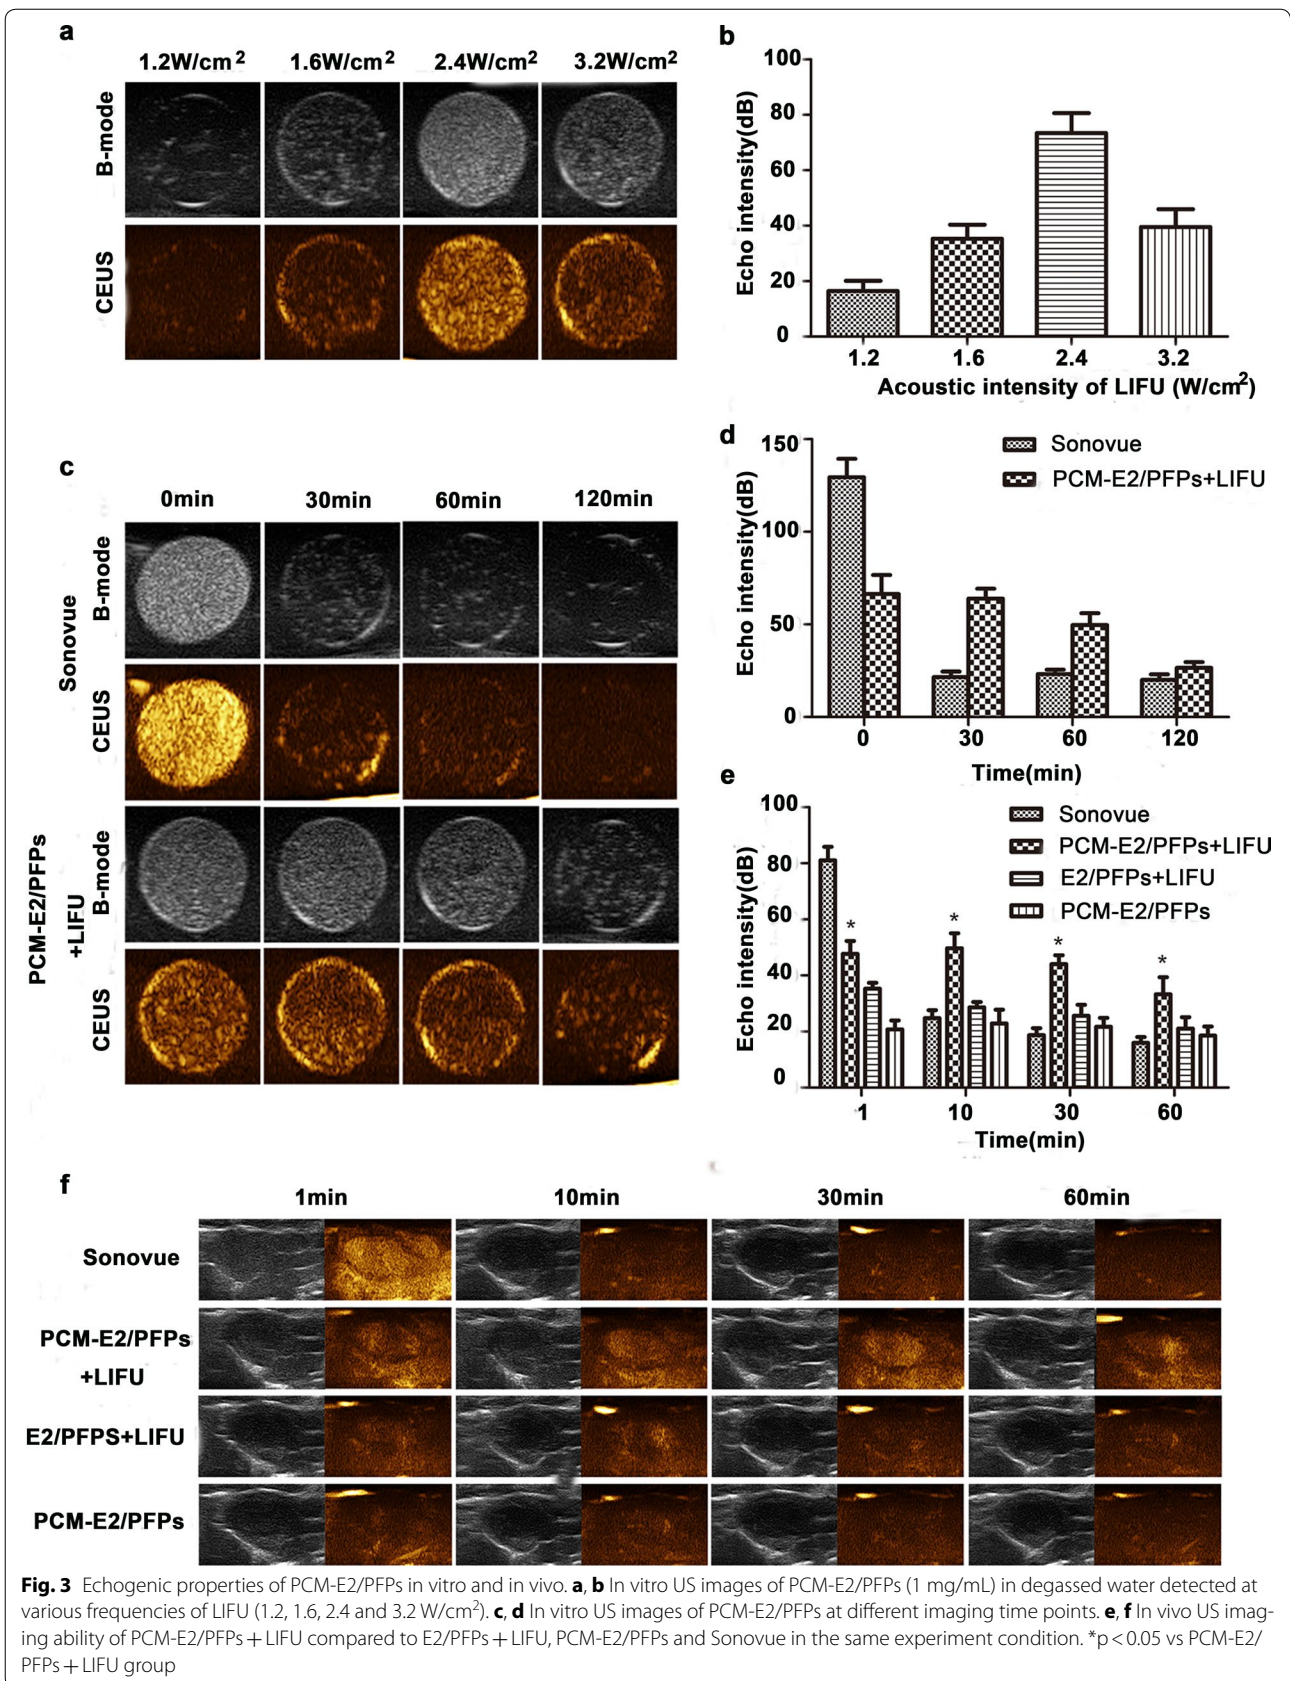 a
1.2W/cm² 1.6W/cm² 2.4W/cm² 3.2W/cm²
B-mode
CEUS
b
Echo intensity(dB)
100
80
60
40
20
0
1.2 1.6 2.4 3.2
Acoustic intensity of LIFU (W/cm²)
c
0min 30min 60min 120min
Sonovue
B-mode
CEUS
PCM-E2/PFPs
+LIFU
B-mode
CEUS
d
Sonovue
PCM-E2/PFPs+LIFU
Echo intensity(dB)
150
100
50
0
0 30 60 120
Time(min)
e
Sonovue
PCM-E2/PFPs+LIFU
E2/PFPs+LIFU
PCM-E2/PFPs
Echo intensity(dB)
100
80
60
40
20
0
* * * *
1 10 30 60
Time(min)
f
1min 10min 30min 60min
Sonovue
PCM-E2/PFPs
+LIFU
E2/PFPS+LIFU
PCM-E2/PFPs
Fig. 3 Echogenic properties of PCM-E2/PFPs in vitro and in vivo. a, b In vitro US images of PCM-E2/PFPs (1 mg/mL) in degassed water detected at
various frequencies of LIFU (1.2, 1.6, 2.4 and 3.2 W/cm²). c, d In vitro US images of PCM-E2/PFPs at different imaging time points. e, f In vivo US imag-
ing ability of PCM-E2/PFPs + LIFU compared to E2/PFPs + LIFU, PCM-E2/PFPs and Sonovue in the same experiment condition. *p < 0.05 vs PCM-E2/
PFPs + LIFU group